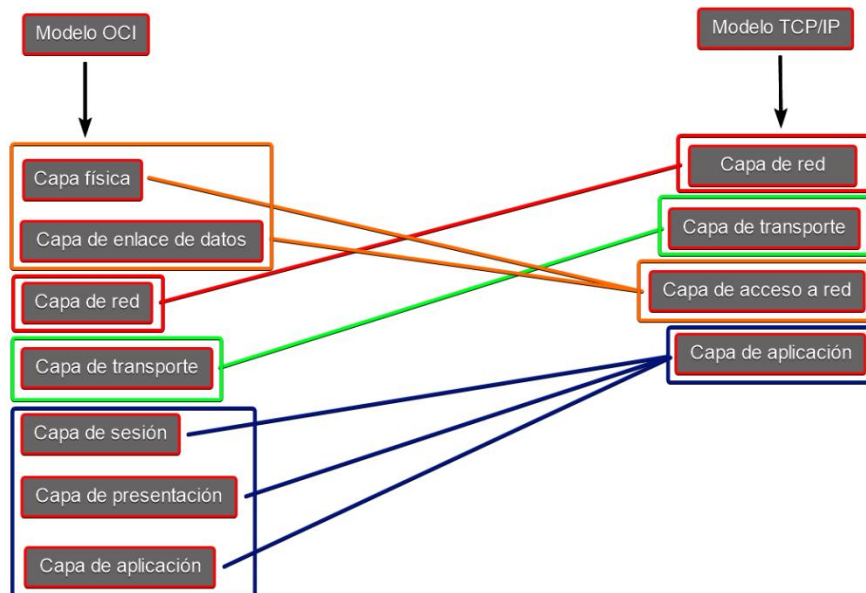 Modelo OCI
Capa física
Capa de enlace de datos
Capa de red
Capa de transporte
Capa de sesión
Capa de presentación
Capa de aplicación
Modelo TCP/IP
Capa de red
Capa de transporte
Capa de acceso a red
Capa de aplicación